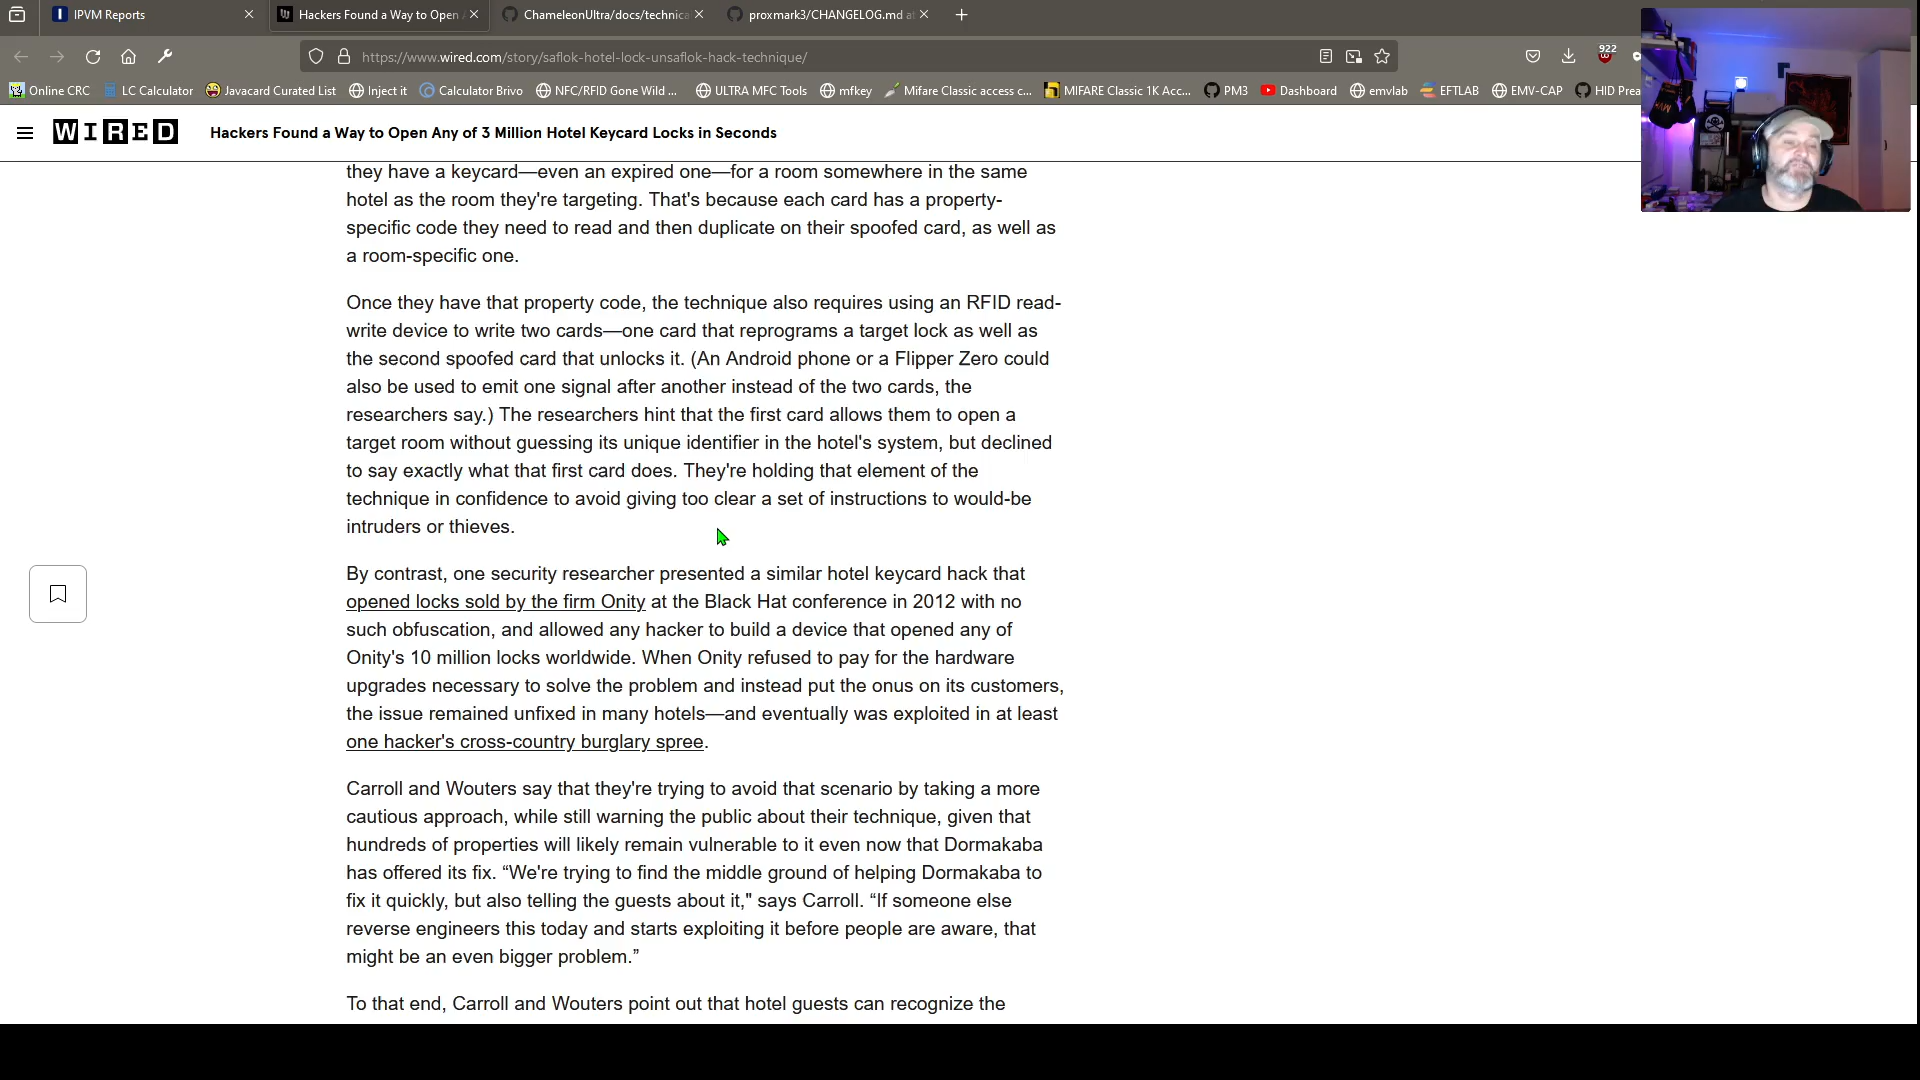 IPVM Reports
Hackers Found a Way to Open
ChameleonUltra/docs/technica
proxmark3/CHANGELOG.md at
https://www.wired.com/story/saflok-hotel-lock-unsaflok-hack-technique/
922
Online CRC
LC Calculator
Javacard Curated List
Inject it
Calculator Brivo
NFC/RFID Gone Wild ...
ULTRA MFC Tools
mfkey
Mifare Classic access c...
MIFARE Classic 1K Acc...
PM3
Dashboard
emvlab
EFTLAB
EMV-CAP
HID Prea
WIRED
Hackers Found a Way to Open Any of 3 Million Hotel Keycard Locks in Seconds
they have a keycard—even an expired one—for a room somewhere in the same
hotel as the room they're targeting. That's because each card has a property-
specific code they need to read and then duplicate on their spoofed card, as well as
a room-specific one.
Once they have that property code, the technique also requires using an RFID read-
write device to write two cards—one card that reprograms a target lock as well as
the second spoofed card that unlocks it. (An Android phone or a Flipper Zero could
also be used to emit one signal after another instead of the two cards, the
researchers say.) The researchers hint that the first card allows them to open a
target room without guessing its unique identifier in the hotel's system, but declined
to say exactly what that first card does. They're holding that element of the
technique in confidence to avoid giving too clear a set of instructions to would-be
intruders or thieves.
By contrast, one security researcher presented a similar hotel keycard hack that
opened locks sold by the firm Onity at the Black Hat conference in 2012 with no
such obfuscation, and allowed any hacker to build a device that opened any of
Onity's 10 million locks worldwide. When Onity refused to pay for the hardware
upgrades necessary to solve the problem and instead put the onus on its customers,
the issue remained unfixed in many hotels—and eventually was exploited in at least
one hacker's cross-country burglary spree.
Carroll and Wouters say that they're trying to avoid that scenario by taking a more
cautious approach, while still warning the public about their technique, given that
hundreds of properties will likely remain vulnerable to it even now that Dormakaba
has offered its fix. “We're trying to find the middle ground of helping Dormakaba to
fix it quickly, but also telling the guests about it," says Carroll. “If someone else
reverse engineers this today and starts exploiting it before people are aware, that
might be an even bigger problem.”
To that end, Carroll and Wouters point out that hotel guests can recognize the